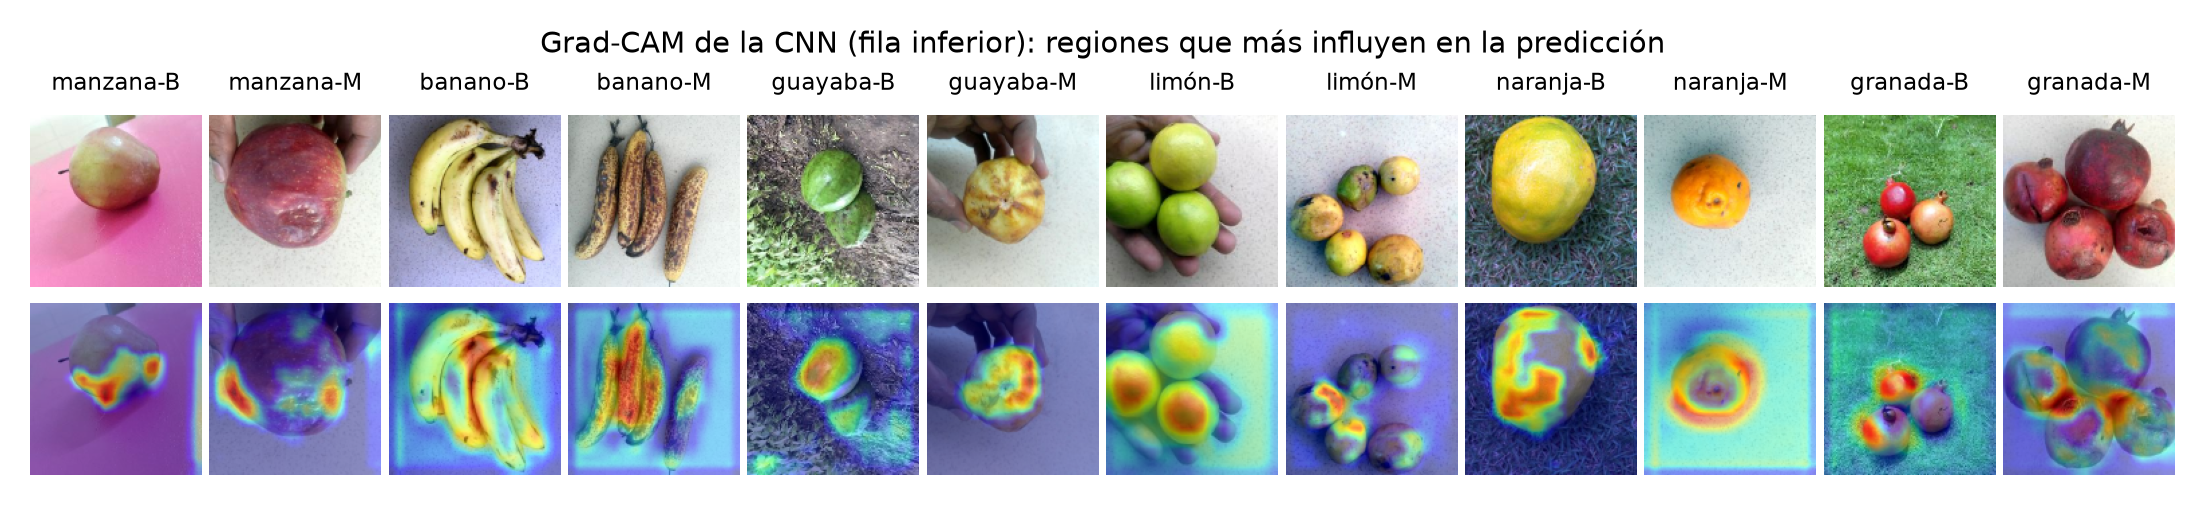 Grad-CAM de la CNN (fila inferior): regiones que más influyen en la predicción
manzana-B manzana-M banano-B banano-M guayaba-B guayaba-M limón-B limón-M naranja-B naranja-M granada-B granada-M